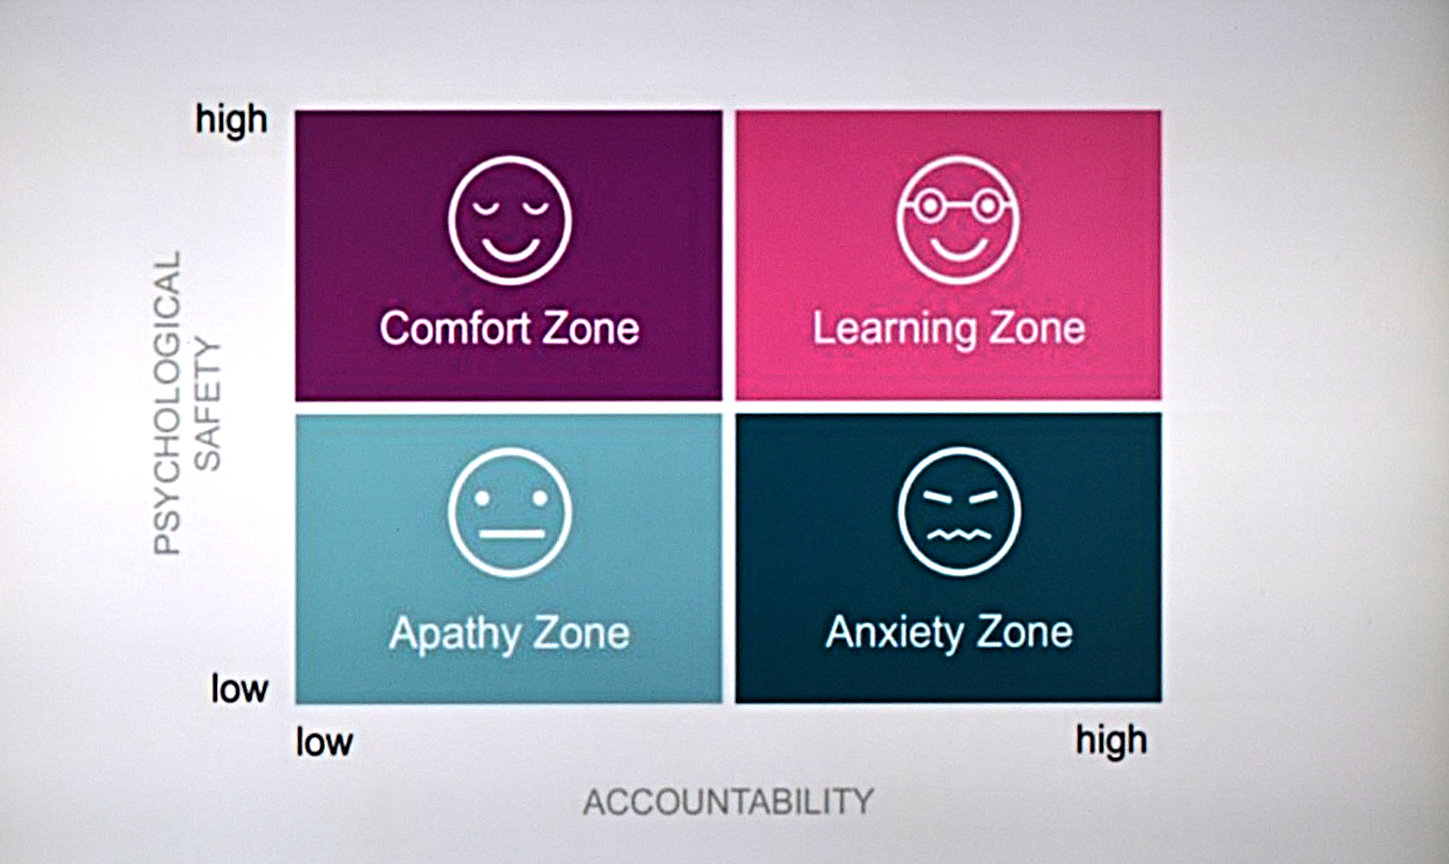 high
Comfort Zone
Learning Zone
PSYCHOLOGICAL
SAFETY
Apathy Zone
Anxiety Zone
low
low
high
ACCOUNTABILITY